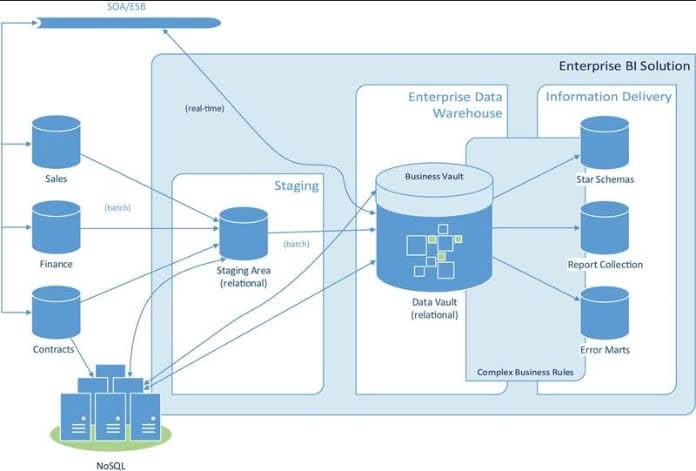 SOA/ESB
Enterprise BI Solution
Enterprise Data
Warehouse
Information Delivery
(real-time)
Business Vault
Sales
Star Schemas
Staging
(batch)
(batch)
Finance
Staging Area
(relational)
Report Collection
Data Vault
(relational)
Contracts
Error Marts
Complex Business Rules
NoSQL